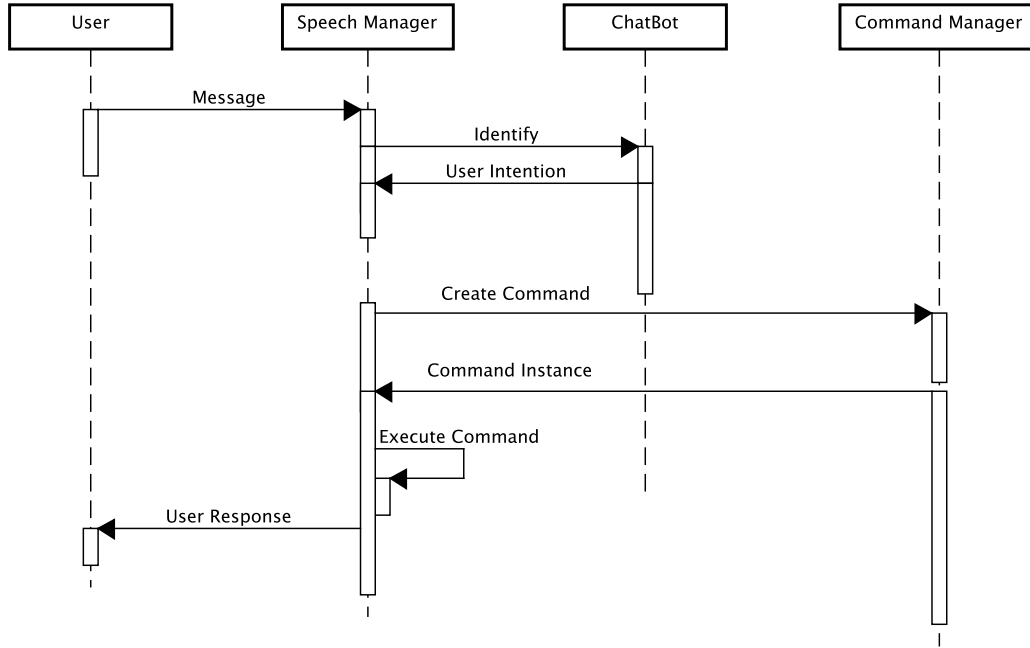 User
Speech Manager
ChatBot
Command Manager
Message
Identify
User Intention
Create Command
Command Instance
Execute Command
User Response